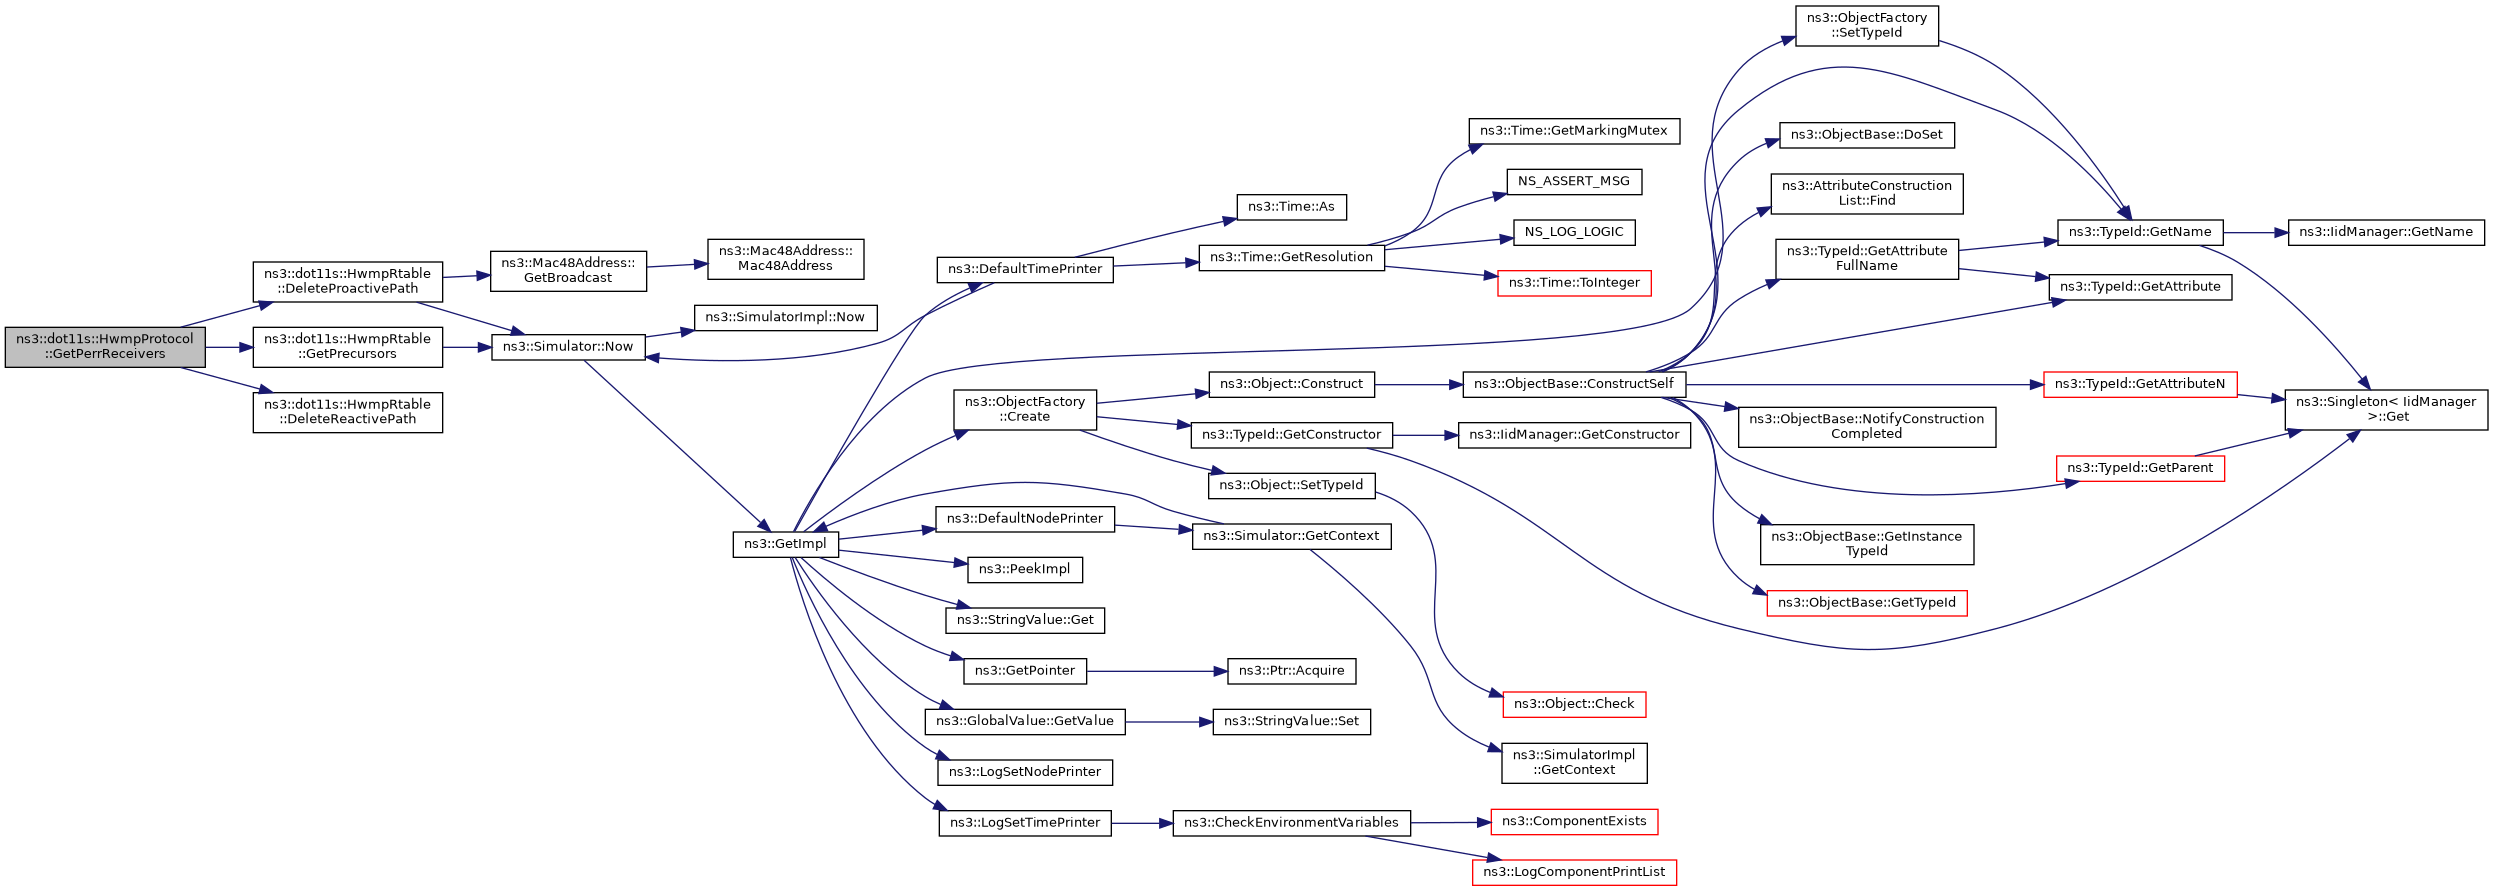 ns3::dot11s::HwmpProtocol
::GetPerrReceivers
ns3::dot11s::HwmpRtable
::DeleteProactivePath
ns3::dot11s::HwmpRtable
::GetPrecursors
ns3::dot11s::HwmpRtable
::DeleteReactivePath
ns3::Mac48Address::
GetBroadcast
ns3::Mac48Address::
Mac48Address
ns3::Simulator::Now
ns3::SimulatorImpl::Now
ns3::GetImpl
ns3::DefaultTimePrinter
ns3::Time::As
ns3::Time::GetResolution
ns3::Time::GetMarkingMutex
NS_ASSERT_MSG
NS_LOG_LOGIC
ns3::Time::ToInteger
ns3::ObjectFactory
::Create
ns3::Object::Construct
ns3::TypeId::GetConstructor
ns3::Object::SetTypeId
ns3::DefaultNodePrinter
ns3::Simulator::GetContext
ns3::PeekImpl
ns3::StringValue::Get
ns3::GetPointer
ns3::Ptr::Acquire
ns3::GlobalValue::GetValue
ns3::StringValue::Set
ns3::LogSetNodePrinter
ns3::LogSetTimePrinter
ns3::CheckEnvironmentVariables
ns3::ComponentExists
ns3::LogComponentPrintList
ns3::ObjectBase::ConstructSelf
ns3::IidManager::GetConstructor
ns3::Object::Check
ns3::SimulatorImpl
::GetContext
ns3::ObjectFactory
::SetTypeId
ns3::ObjectBase::DoSet
ns3::AttributeConstruction
List::Find
ns3::TypeId::GetAttribute
FullName
ns3::TypeId::GetName
ns3::IidManager::GetName
ns3::TypeId::GetAttribute
ns3::TypeId::GetAttributeN
ns3::ObjectBase::NotifyConstruction
Completed
ns3::TypeId::GetParent
ns3::Singleton< IidManager
>::Get
ns3::ObjectBase::GetInstance
TypeId
ns3::ObjectBase::GetTypeId